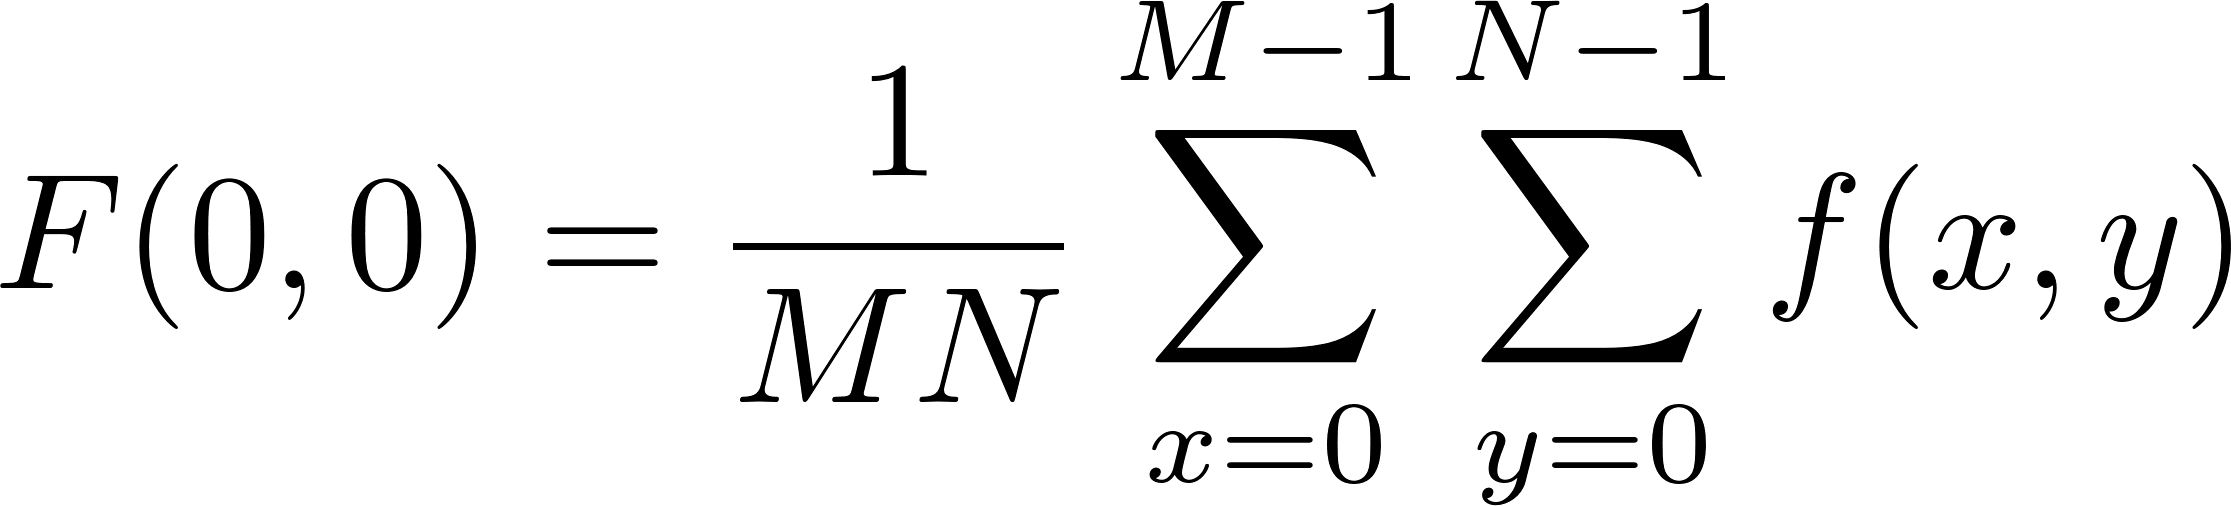 F(0,0) = \frac{1}{MN} \sum_{x=0}^{M-1} \sum_{y=0}^{N-1} f(x,y)